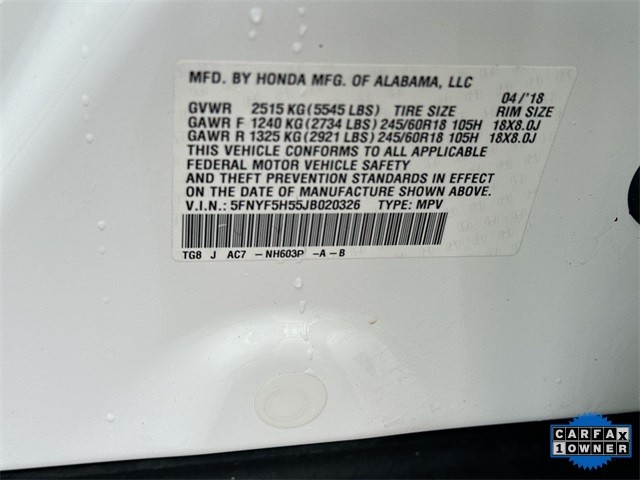 MFD. BY HONDA MFG. OF ALABAMA, LLC
04/'18
GVWR 2515 KG (5545 LBS) TIRE SIZE RIM SIZE
GAWR F 1240 KG (2734 LBS) 245/60R18 105H 18X8.0J
GAWR R 1325 KG (2921 LBS) 245/60R18 105H 18X8.0J
THIS VEHICLE CONFORMS TO ALL APPLICABLE
FEDERAL MOTOR VEHICLE SAFETY
AND THEFT PREVENTION STANDARDS IN EFFECT
ON THE DATE OF MANUFACTURE SHOWN ABOVE.
V.I.N.: 5FNYF5H55JB020326 TYPE: MPV
TG8 J AC7 -NH603P -A-B
CARFAX
1 OWNER